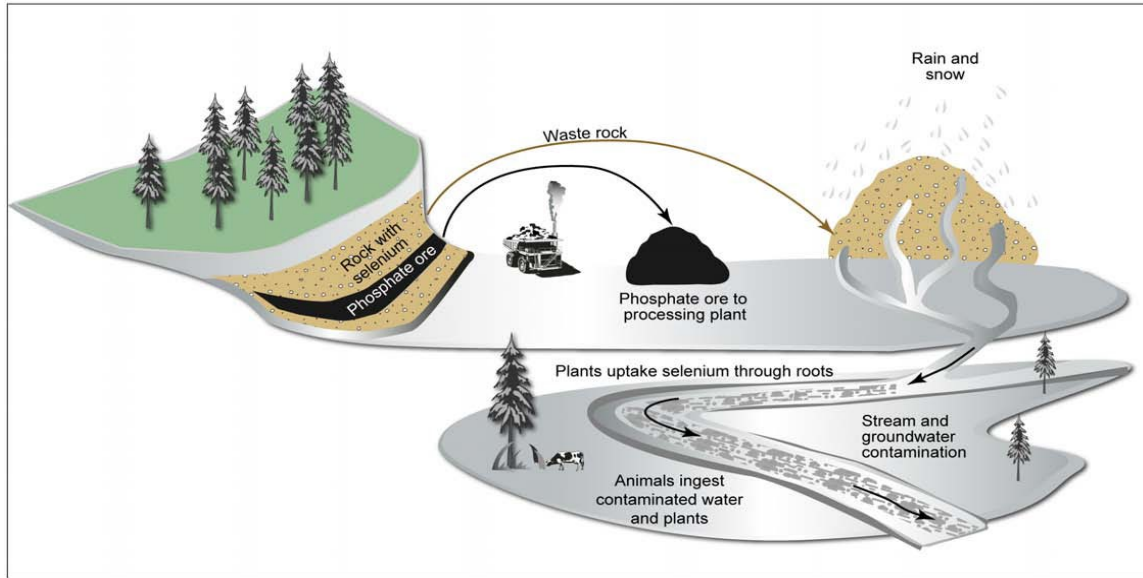 Rain and
snow
Waste rock
Rock with
selenium
Phosphate ore
Phosphate ore to
processing plant
Plants uptake selenium through roots
Stream and
groundwater
contamination
Animals ingest
contaminated water
and plants